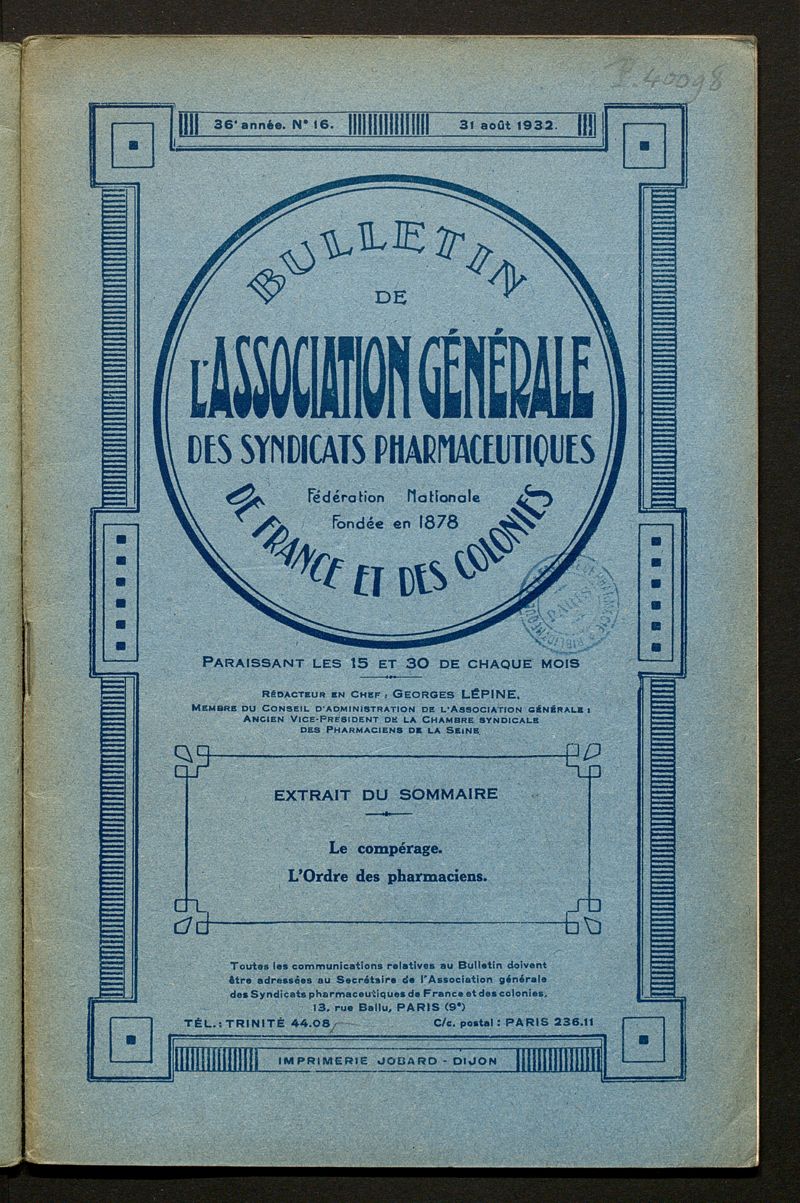 P. 40098
36e année. N° 16. 31 août 1932.
BULLETIN
DE
L'ASSOCIATION GÉNÉRALE
DES SYNDICATS PHARMACEUTIQUES
Fédération Nationale
Fondée en 1878
DE FRANCE ET DES COLONIES
PARIS
PARAISSANT LES 15 ET 30 DE CHAQUE MOIS
RÉDACTEUR EN CHEF : GEORGES LÉPINE,
MEMBRE DU CONSEIL D'ADMINISTRATION DE L'ASSOCIATION GÉNÉRALE :
ANCIEN VICE-PRÉSIDENT DE LA CHAMBRE SYNDICALE
DES PHARMACIENS DE LA SEINE
EXTRAIT DU SOMMAIRE
Le compérage.
L'Ordre des pharmaciens.
Toutes les communications relatives au Bulletin doivent
être adressées au Secrétaire de l'Association générale
des Syndicats pharmaceutiques de France et des colonies,
13, rue Ballu, PARIS (9e)
TÉL. : TRINITÉ 44.08 C/c. postal : PARIS 236.11
IMPRIMERIE JOBARD - DIJON